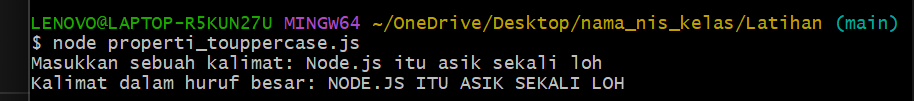 LENOVO@LAPTOP-R5KUN27U MINGW64 ~/OneDrive/Desktop/nama_nis_kelas/Latihan (main)
$ node properti_touppercase.js
Masukkan sebuah kalimat: Node.js itu asik sekali loh
Kalimat dalam huruf besar: NODE.JS ITU ASIK SEKALI LOH